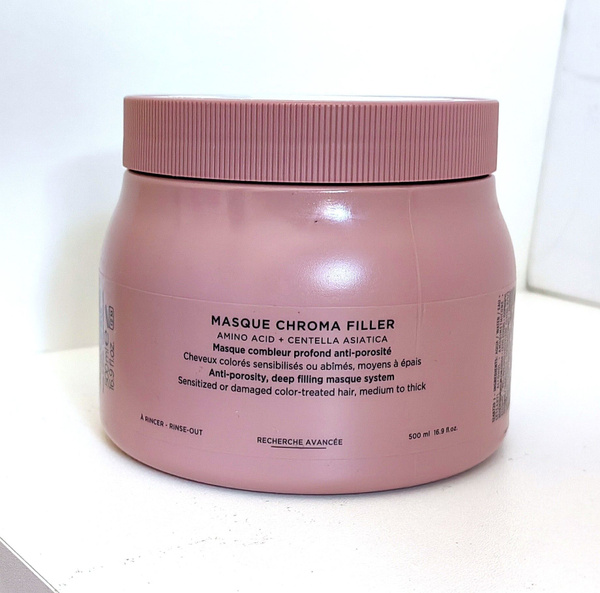 MASQUE CHROMA FILLER
AMINO ACID + CENTELLA ASIATICA
Masque combleur profond anti-porosité
Cheveux colorés sensibilisés ou abîmés, moyens à épais
Anti-porosity, deep filling masque system
Sensitized or damaged color-treated hair, medium to thick
À RINCER - RINSE-OUT
RECHERCHE AVANCÉE
500 ml 16.9 fl.oz.